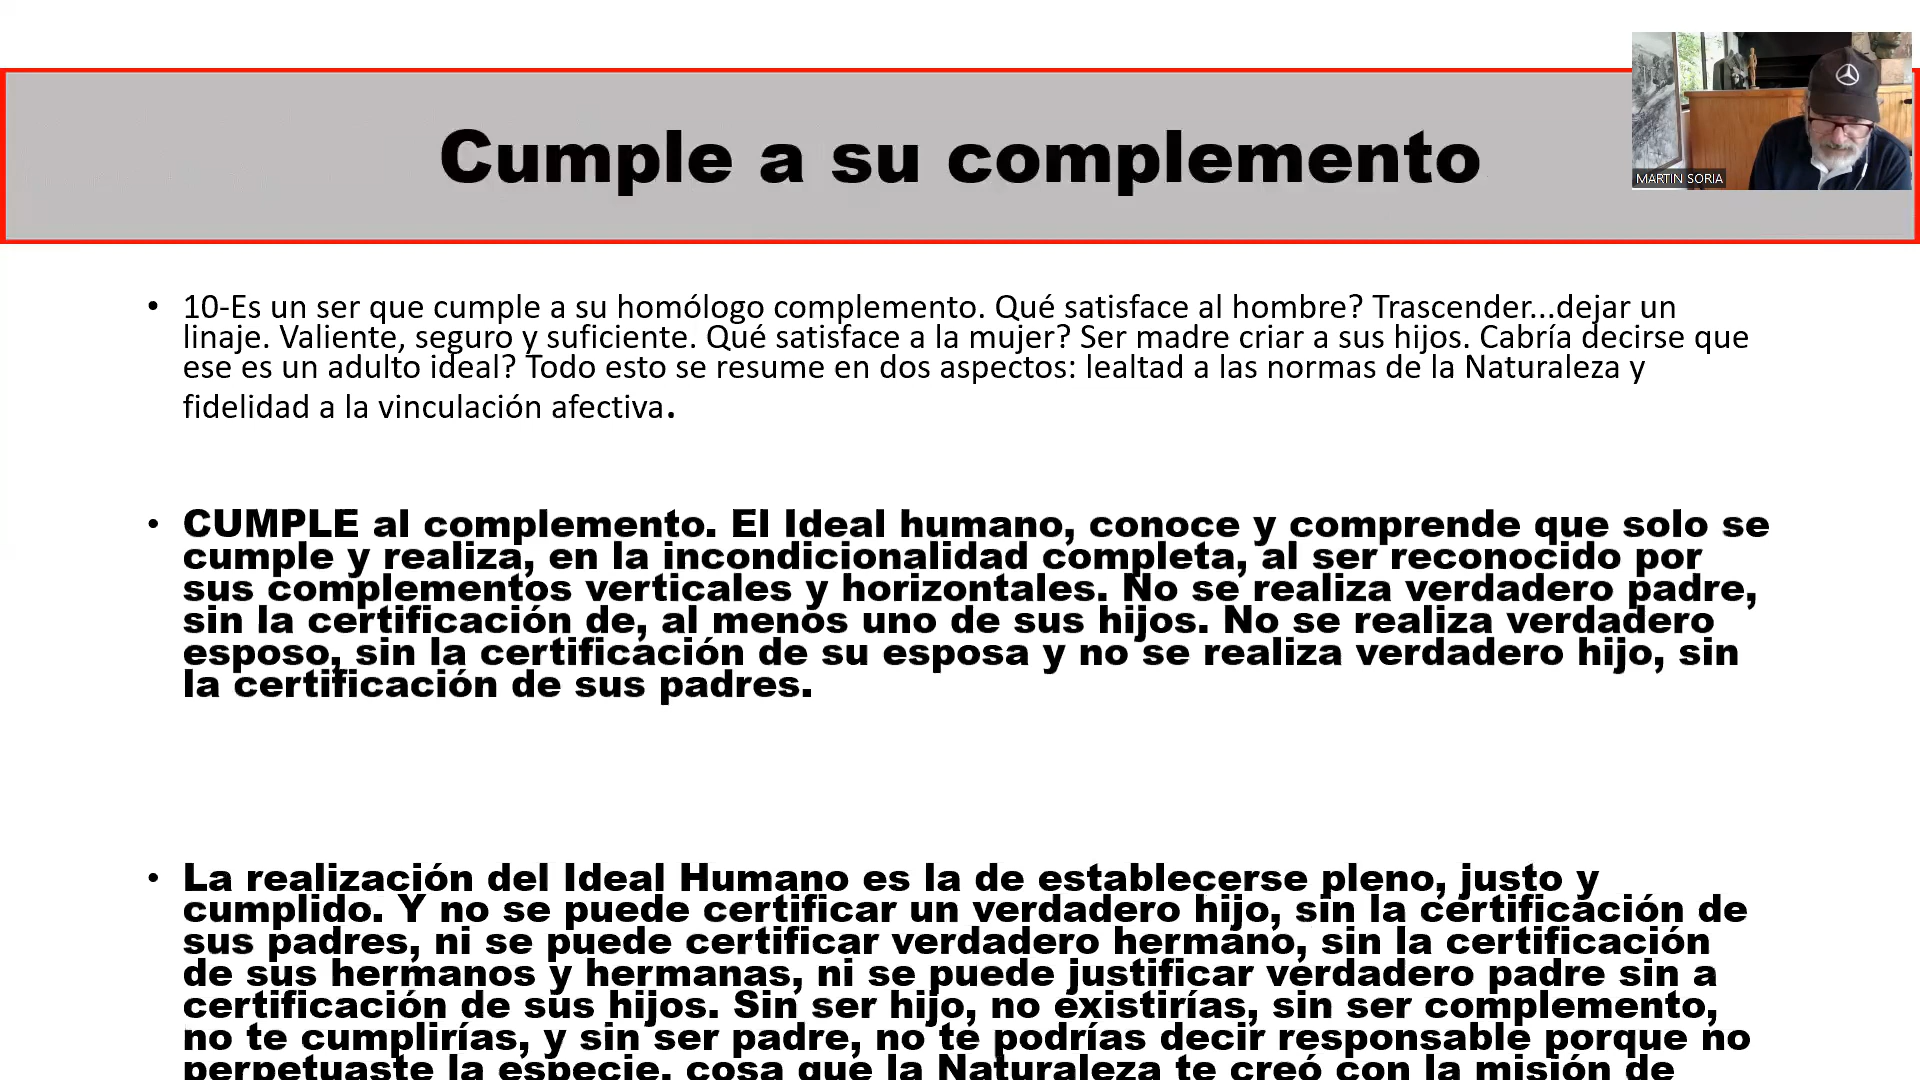 Cumple a su complemento
MARTIN SORIA
• 10-Es un ser que cumple a su homólogo complemento. Qué satisface al hombre? Trascender...dejar un
linaje. Valiente, seguro y suficiente. Qué satisface a la mujer? Ser madre criar a sus hijos. Cabría decirse que
ese es un adulto ideal? Todo esto se resume en dos aspectos: lealtad a las normas de la Naturaleza y
fidelidad a la vinculación afectiva.
• CUMPLE al complemento. El Ideal humano, conoce y comprende que solo se
cumple y realiza, en la incondicionalidad completa, al ser reconocido por
sus complementos verticales y horizontales. No se realiza verdadero padre,
sin la certificación de, al menos uno de sus hijos. No se realiza verdadero
esposo, sin la certificación de su esposa y no se realiza verdadero hijo, sin
la certificación de sus padres.
• La realización del Ideal Humano es la de establecerse pleno, justo y
cumplido. Y no se puede certificar un verdadero hijo, sin la certificación de
sus padres, ni se puede certificar verdadero hermano, sin la certificación
de sus hermanos y hermanas, ni se puede justificar verdadero padre sin a
certificación de sus hijos. Sin ser hijo, no existirías, sin ser complemento,
no te cumplirías, y sin ser padre, no te podrías decir responsable porque no
perpetuaste la especie, cosa que la Naturaleza te creó con la misión de